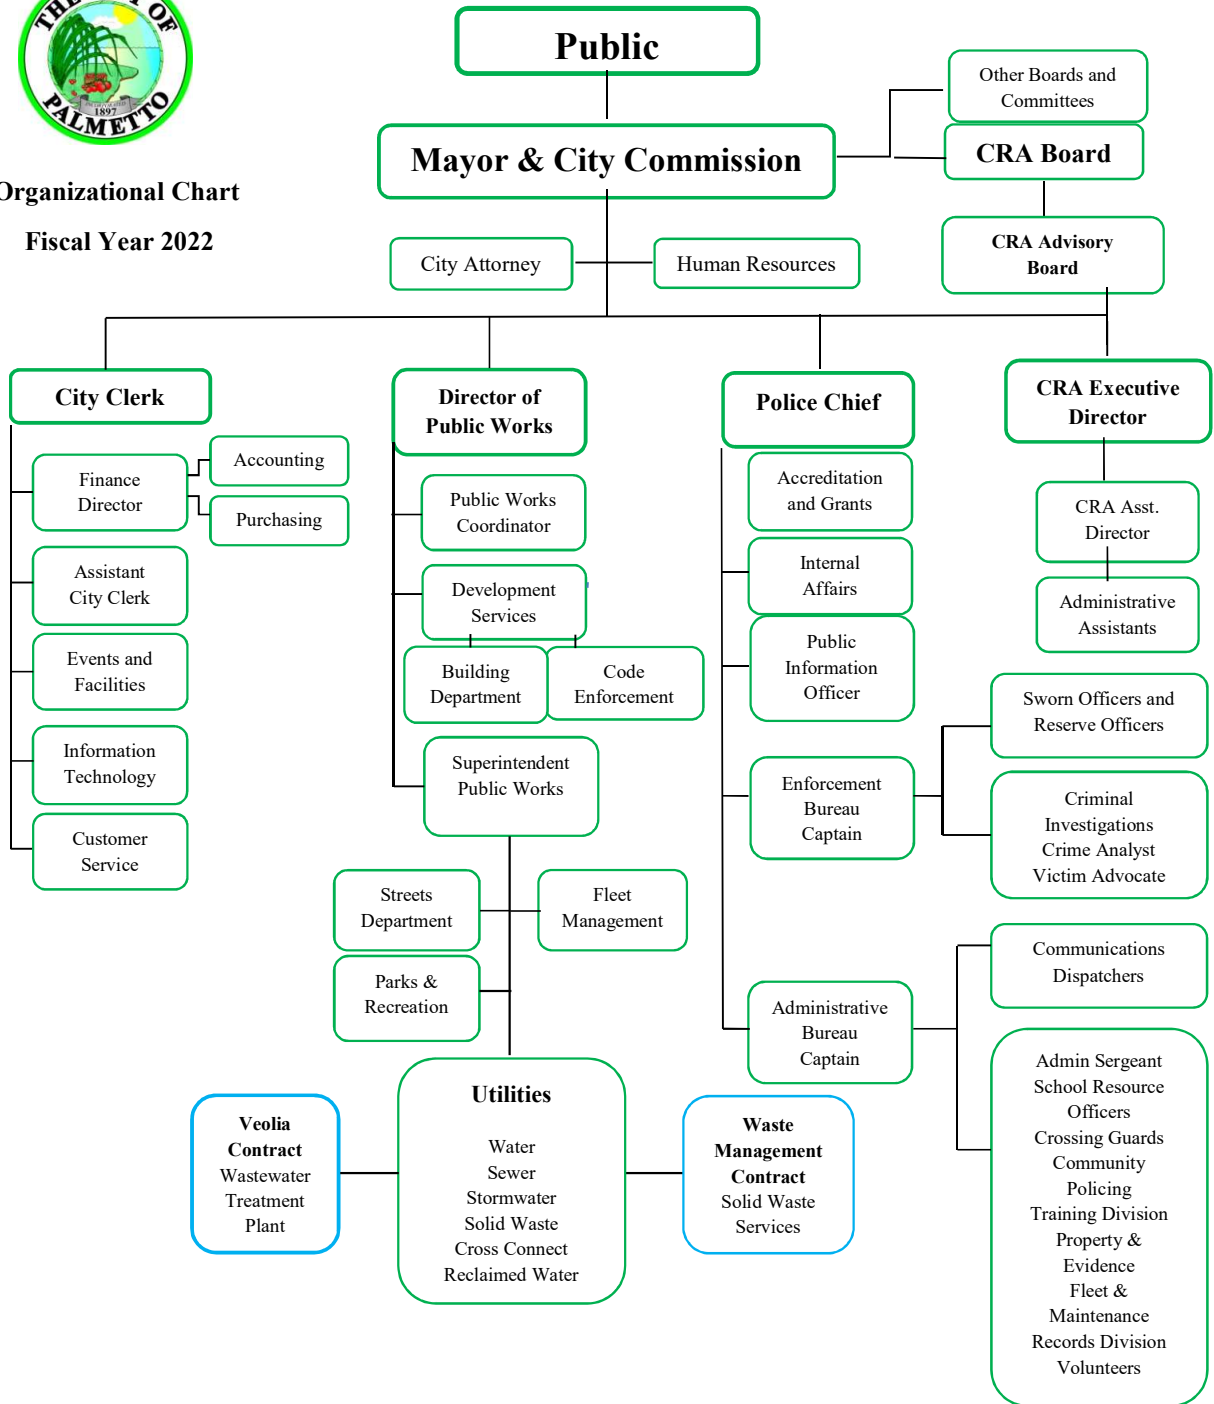 THE CITY OF
PALMETTO
INCORPORATED
1897
Organizational Chart
Fiscal Year 2022
Public
Mayor & City Commission
Other Boards and
Committees
CRA Board
CRA Advisory
Board
City Attorney
Human Resources
City Clerk
Finance
Director
Accounting
Purchasing
Assistant
City Clerk
Events and
Facilities
Information
Technology
Customer
Service
Director of
Public Works
Public Works
Coordinator
Development
Services
Building
Department
Code
Enforcement
Superintendent
Public Works
Streets
Department
Fleet
Management
Parks &
Recreation
Utilities
Water
Sewer
Stormwater
Solid Waste
Cross Connect
Reclaimed Water
Veolia
Contract
Wastewater
Treatment
Plant
Waste
Management
Contract
Solid Waste
Services
Police Chief
Accreditation
and Grants
Internal
Affairs
Public
Information
Officer
Enforcement
Bureau
Captain
Sworn Officers and
Reserve Officers
Criminal
Investigations
Crime Analyst
Victim Advocate
Administrative
Bureau
Captain
Communications
Dispatchers
Admin Sergeant
School Resource
Officers
Crossing Guards
Community
Policing
Training Division
Property &
Evidence
Fleet &
Maintenance
Records Division
Volunteers
CRA Executive
Director
CRA Asst.
Director
Administrative
Assistants